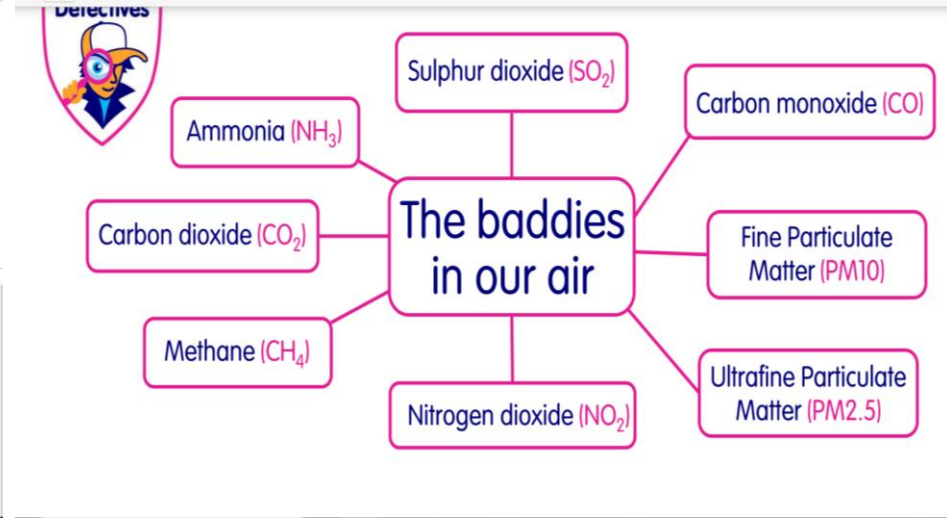 Detectives
Sulphur dioxide (SO₂)
Carbon monoxide (CO)
Ammonia (NH₃)
The baddies
in our air
Carbon dioxide (CO₂)
Fine Particulate
Matter (PM10)
Methane (CH₄)
Ultrafine Particulate
Matter (PM2.5)
Nitrogen dioxide (NO₂)